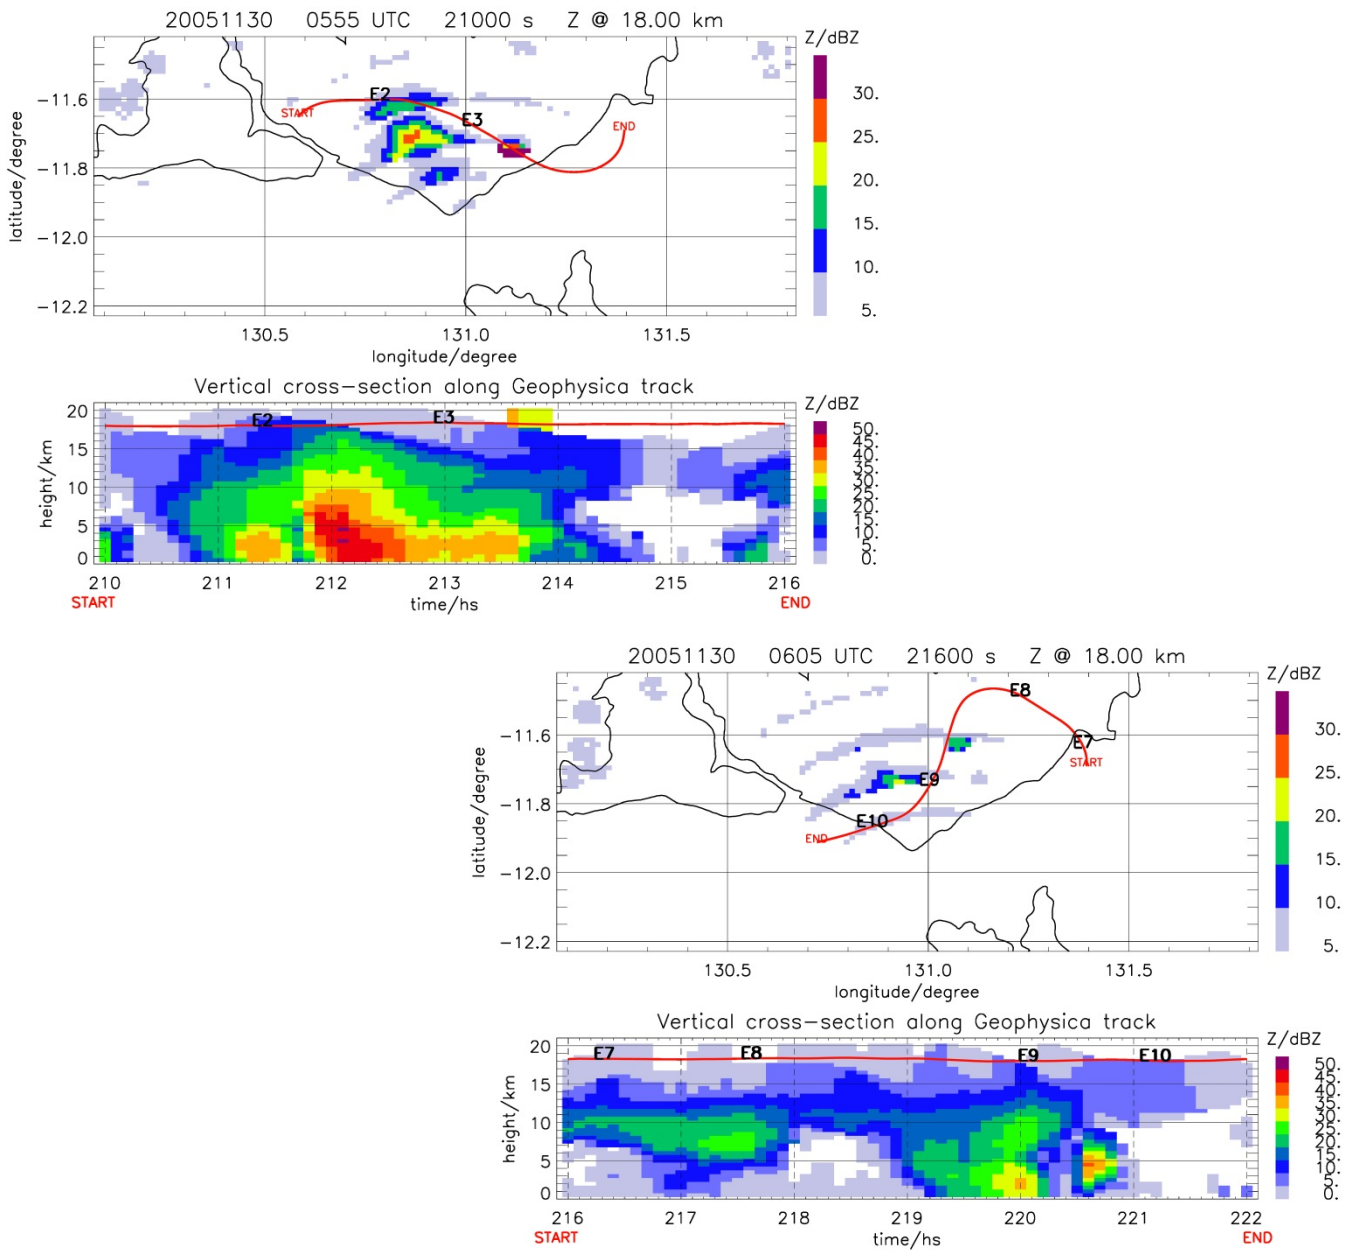 20051130 0555 UTC 21000 s Z @ 18.00 km
Z/dBZ
latitude/degree
−11.6
−11.8
−12.0
−12.2
START
E2
E3
END
30.
25.
20.
15.
10.
5.
130.5 131.0 131.5
longitude/degree
Vertical cross−section along Geophysica track
Z/dBZ
height/km
20
15
10
5
0
E2 E3
50.
45.
40.
35.
30.
25.
20.
15.
10.
5.
0.
210 211 212 213 214 215 216
START time/hs END
20051130 0605 UTC 21600 s Z @ 18.00 km
Z/dBZ
latitude/degree
−11.6
−11.8
−12.0
−12.2
E8
E7
START
E9
E10
END
30.
25.
20.
15.
10.
5.
130.5 131.0 131.5
longitude/degree
Vertical cross−section along Geophysica track
Z/dBZ
height/km
20
15
10
5
0
E7 E8 E9 E10
50.
45.
40.
35.
30.
25.
20.
15.
10.
5.
0.
216 217 218 219 220 221 222
START time/hs END